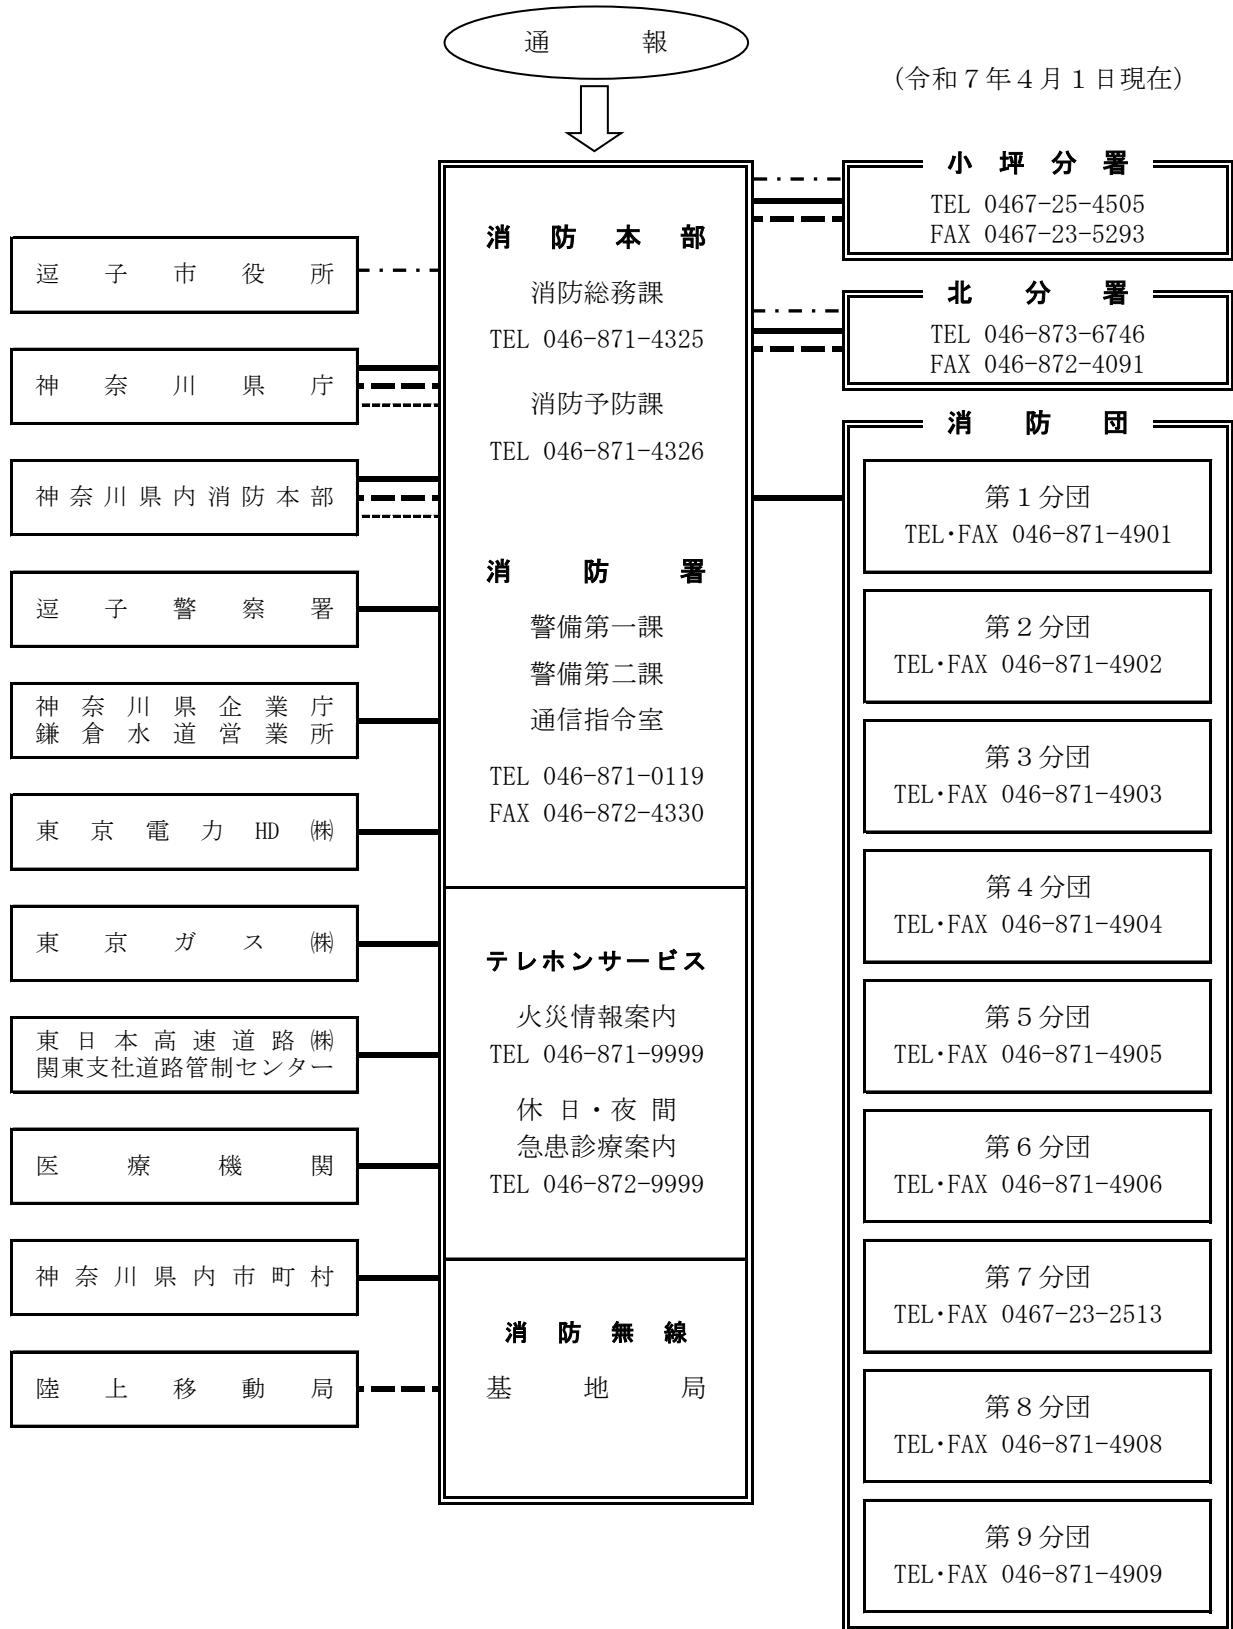 通報
(令和７年４月１日現在)
逗子市役所
神奈川県庁
神奈川県内消防本部
逗子警察署
神奈川県企業庁
鎌倉水道営業所
東京電力HD㈱
東京ガス㈱
東日本高速道路㈱
関東支社道路管制センター
医療機関
神奈川県内市町村
陸上移動局
消防本部
消防総務課
TEL 046-871-4325
消防予防課
TEL 046-871-4326
消防署
警備第一課
警備第二課
通信指令室
TEL 046-871-0119
FAX 046-872-4330
テレホンサービス
火災情報案内
TEL 046-871-9999
休日・夜間
急患診療案内
TEL 046-872-9999
消防無線
基地局
小坪分署
TEL 0467-25-4505
FAX 0467-23-5293
北分署
TEL 046-873-6746
FAX 046-872-4091
消防団
第１分団
TEL･FAX 046-871-4901
第２分団
TEL･FAX 046-871-4902
第３分団
TEL･FAX 046-871-4903
第４分団
TEL･FAX 046-871-4904
第５分団
TEL･FAX 046-871-4905
第６分団
TEL･FAX 046-871-4906
第７分団
TEL･FAX 0467-23-2513
第８分団
TEL･FAX 046-871-4908
第９分団
TEL･FAX 046-871-4909